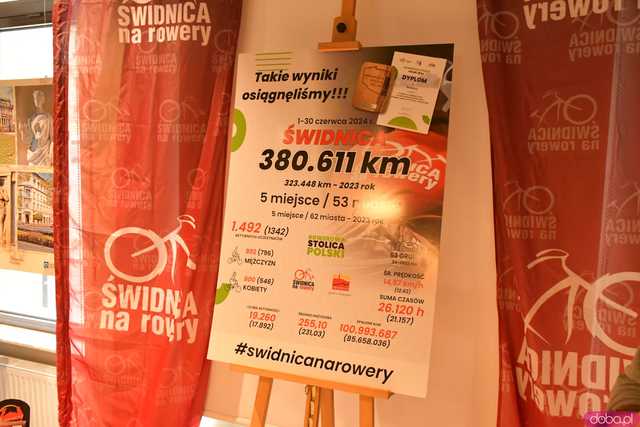 ŚWIDNICA
na rowery
ŚWIDNICA
na rowery
Takie wyniki
osiągnęliśmy!!!
DYPLOM
1-30 czerwca 2024 r.
ŚWIDNICA
380.611 km
323.448 km - 2023 rok
5 miejsce / 53
5 miejsce / 62 miasta - 2023 rok
1.492 (1342)
ROWEROWA
STOLICA
POLSKI
(796)
MĘŻCZYZN
600 (546)
KOBIETY
ŚWIDNICA
na rowery
ŚR. PRĘDKOŚĆ
14,57 km/h
SUMA CZASÓW
26.120 h
(21.157)
19.260
(17.892)
255,10
(231,03)
100.993.687
(85.658.036)
#swidnicanarowery
ŚWIDNICA
na rowery
ŚWIDNICA
na rowery
doba.pl